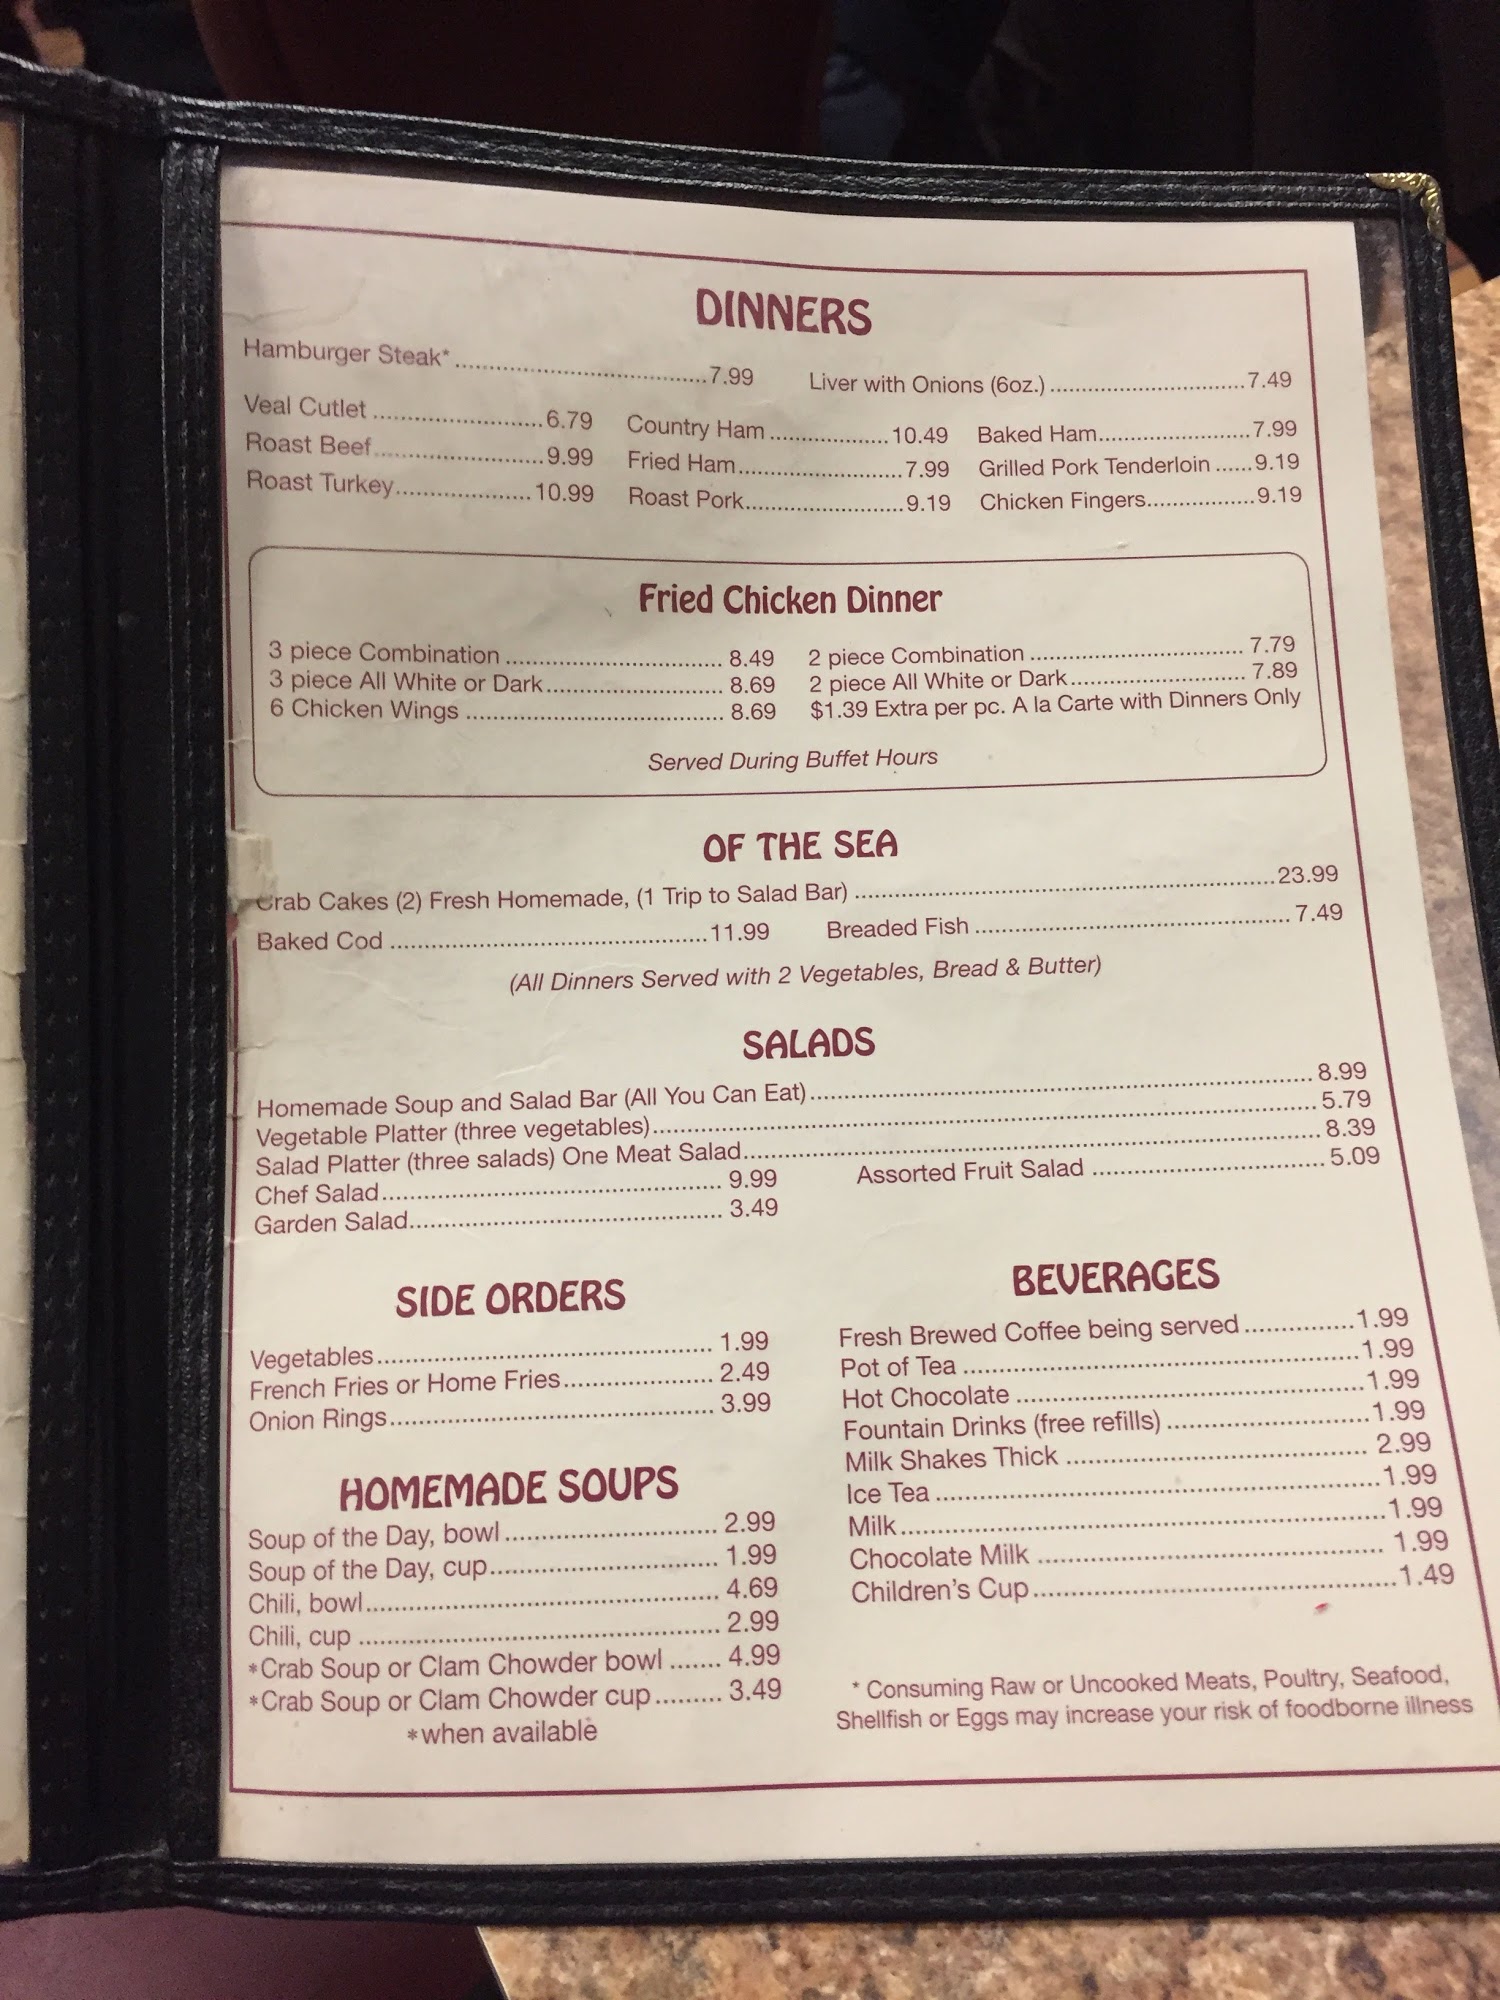 DINNERS
Hamburger Steak* 7.99 Liver with Onions (6oz.) 7.49
Veal Cutlet 6.79 Country Ham 10.49 Baked Ham 7.99
Roast Beef 9.99 Fried Ham 7.99 Grilled Pork Tenderloin 9.19
Roast Turkey 10.99 Roast Pork 9.19 Chicken Fingers 9.19
Fried Chicken Dinner
3 piece Combination 8.49 2 piece Combination 7.79
3 piece All White or Dark 8.69 2 piece All White or Dark 7.89
6 Chicken Wings 8.69 $1.39 Extra per pc. A la Carte with Dinners Only
Served During Buffet Hours
OF THE SEA
Crab Cakes (2) Fresh Homemade, (1 Trip to Salad Bar) 23.99
Baked Cod 11.99 Breaded Fish 7.49
(All Dinners Served with 2 Vegetables, Bread & Butter)
SALADS
Homemade Soup and Salad Bar (All You Can Eat) 8.99
Vegetable Platter (three vegetables) 5.79
Salad Platter (three salads) One Meat Salad 8.39
Chef Salad 9.99 Assorted Fruit Salad 5.09
Garden Salad 3.49
SIDE ORDERS
Vegetables 1.99
French Fries or Home Fries 2.49
Onion Rings 3.99
HOMEMADE SOUPS
Soup of the Day, bowl 2.99
Soup of the Day, cup 1.99
Chili, bowl 4.69
Chili, cup 2.99
*Crab Soup or Clam Chowder bowl 4.99
*Crab Soup or Clam Chowder cup 3.49
*when available
BEVERAGES
Fresh Brewed Coffee being served 1.99
Pot of Tea 1.99
Hot Chocolate 1.99
Fountain Drinks (free refills) 1.99
Milk Shakes Thick 2.99
Ice Tea 1.99
Milk 1.99
Chocolate Milk 1.99
Children's Cup 1.49
* Consuming Raw or Uncooked Meats, Poultry, Seafood,
Shellfish or Eggs may increase your risk of foodborne illness